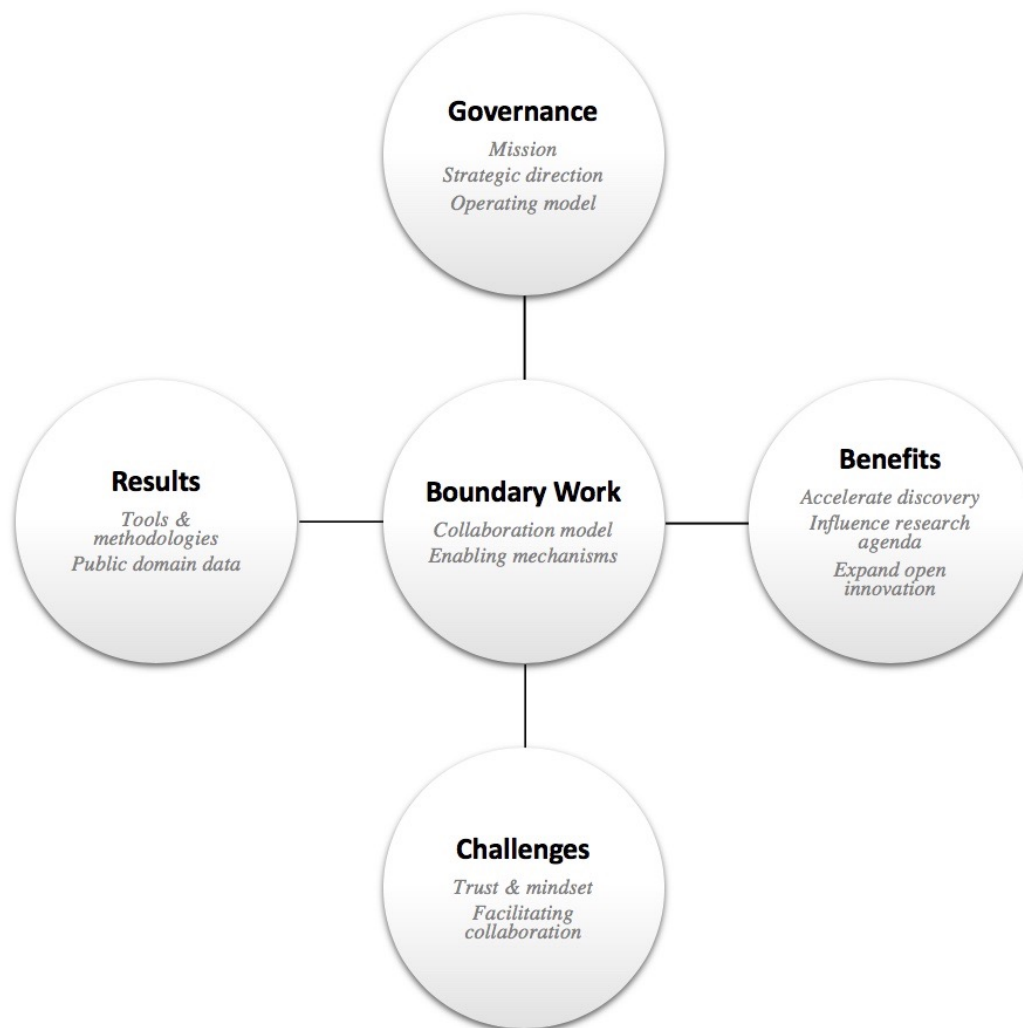 Governance
Mission
Strategic direction
Operating model
Results
Tools &
methodologies
Public domain data
Boundary Work
Collaboration model
Enabling mechanisms
Benefits
Accelerate discovery
Influence research
agenda
Expand open
innovation
Challenges
Trust & mindset
Facilitating
collaboration